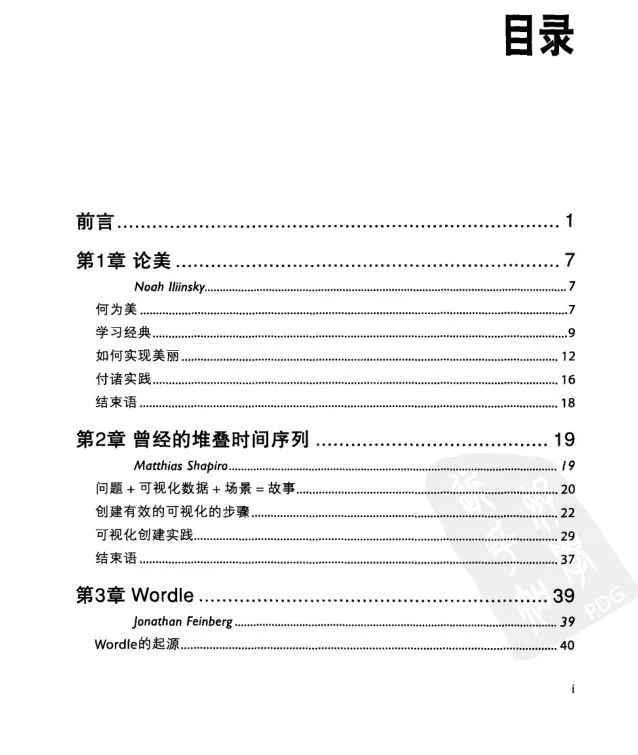 目录
前言 1
第1章 论美 7
Noah Iliinsky 7
何为美 7
学习经典 9
如何实现美丽 12
付诸实践 16
结束语 18
第2章 曾经的堆叠时间序列 19
Matthias Shapiro 19
问题 + 可视化数据 + 场景 = 故事 20
创建有效的可视化的步骤 22
可视化创建实践 29
结束语 37
第3章 Wordle 39
Jonathan Feinberg 39
Wordle的起源 40
PDG
i